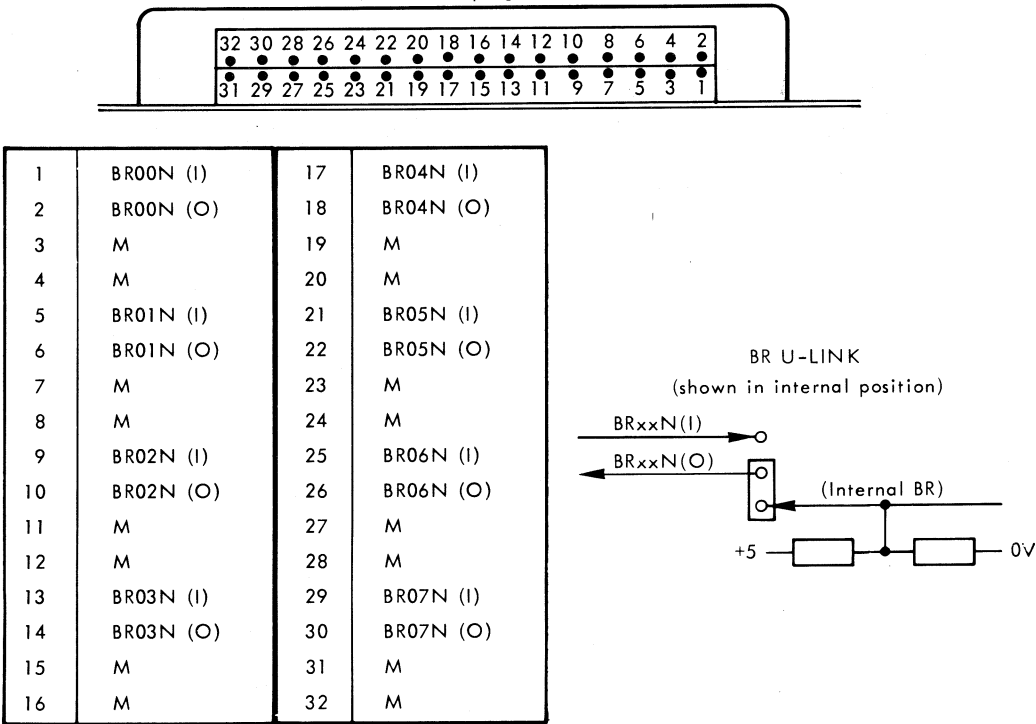 32 30 28 26 24 22 20 18 16 14 12 10 8 6 4 2
31 29 27 25 23 21 19 17 15 13 11 9 7 5 3 1
1 BR00N (I) 17 BR04N (I)
2 BR00N (O) 18 BR04N (O)
3 M 19 M
4 M 20 M
5 BR01N (I) 21 BR05N (I)
6 BR01N (O) 22 BR05N (O)
7 M 23 M
8 M 24 M
9 BR02N (I) 25 BR06N (I)
10 BR02N (O) 26 BR06N (O)
11 M 27 M
12 M 28 M
13 BR03N (I) 29 BR07N (I)
14 BR03N (O) 30 BR07N (O)
15 M 31 M
16 M 32 M
BR U-LINK
(shown in internal position)
BRxxN(I)
BRxxN(O)
(Internal BR)
+5 0V